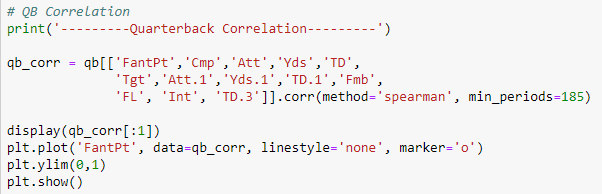 # QB Correlation
print('---------Quarterback Correlation---------')
qb_corr = qb[['FantPt','Cmp','Att','Yds','TD',
'Tgt','Att.1','Yds.1','TD.1','Fmb',
'FL', 'Int', 'TD.3']].corr(method='spearman', min_periods=185)
display(qb_corr[:1])
plt.plot('FantPt', data=qb_corr, linestyle='none', marker='o')
plt.ylim(0,1)
plt.show()